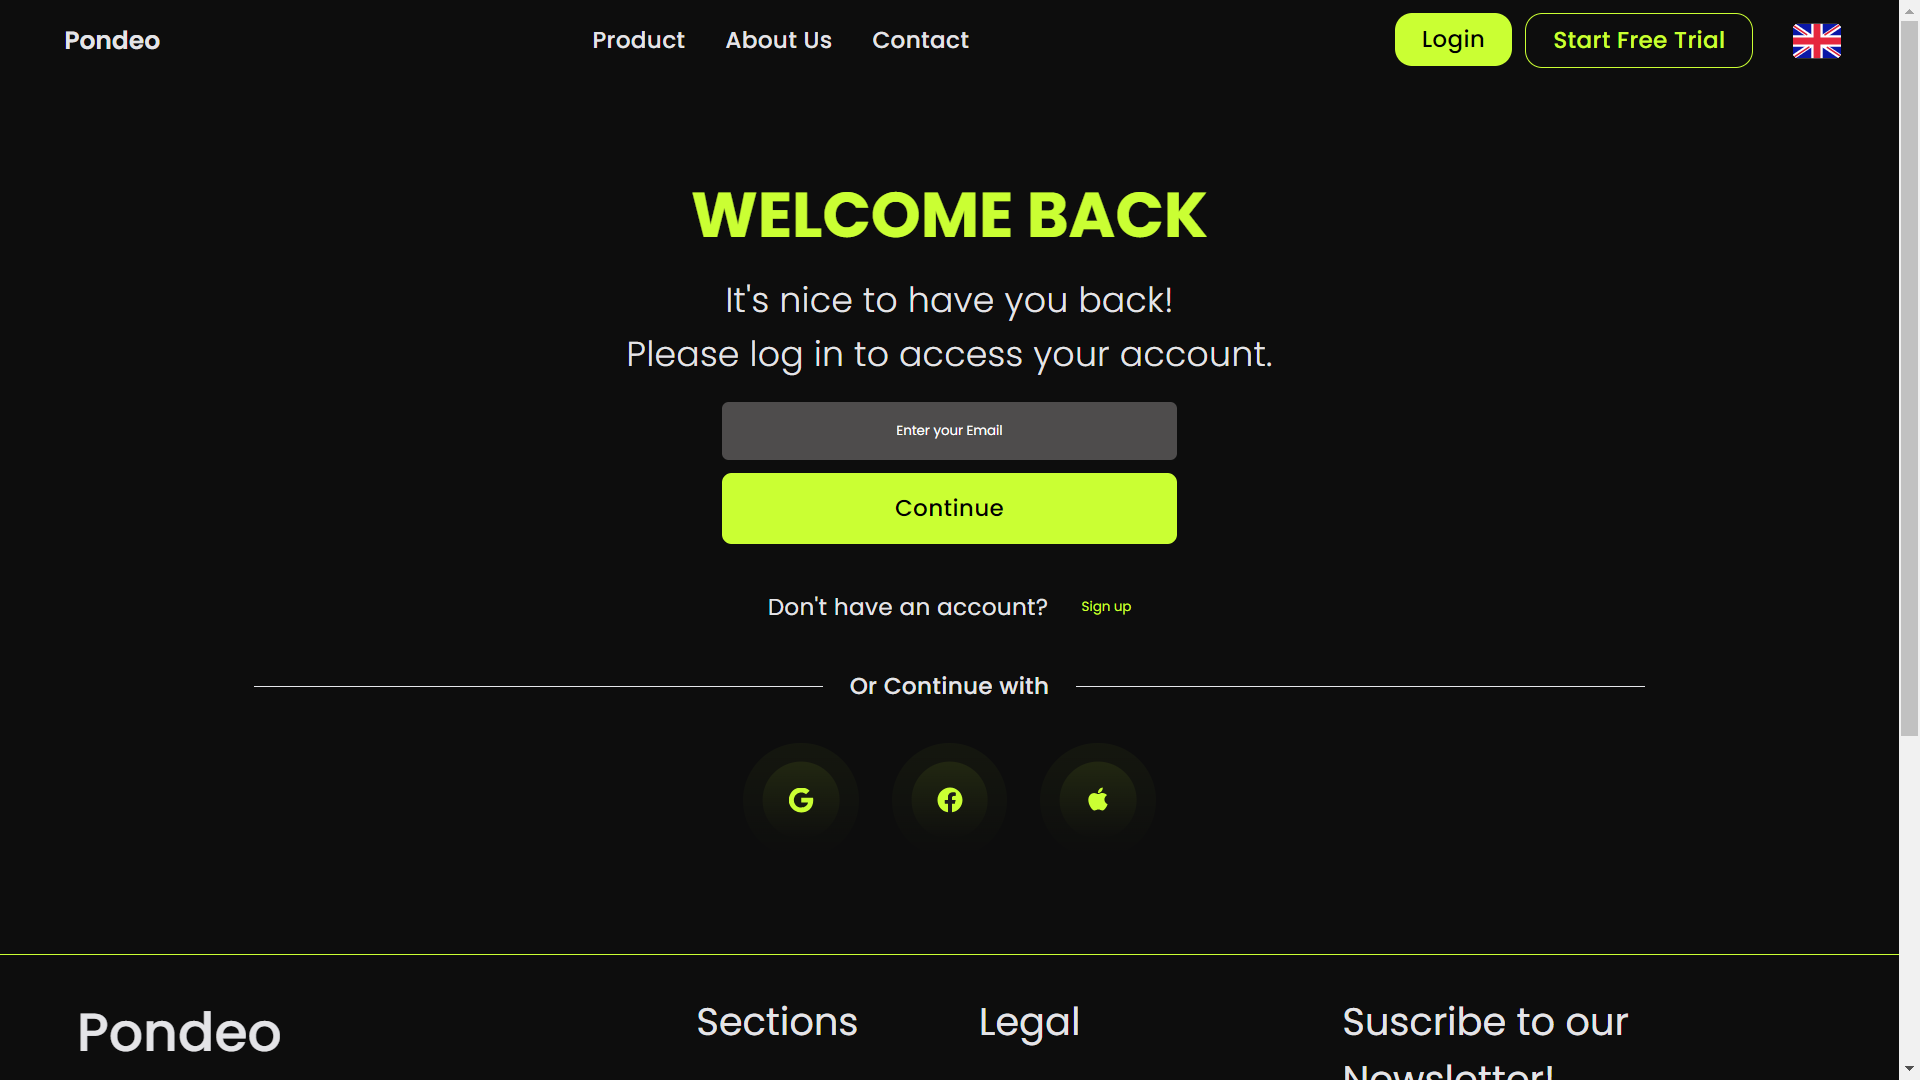 Pondeo
Product
About Us
Contact
Login
Start Free Trial
WELCOME BACK
It's nice to have you back!
Please log in to access your account.
Enter your Email
Continue
Don't have an account? Sign up
Or Continue with
Pondeo
Sections
Legal
Suscribe to our
Newsletter!